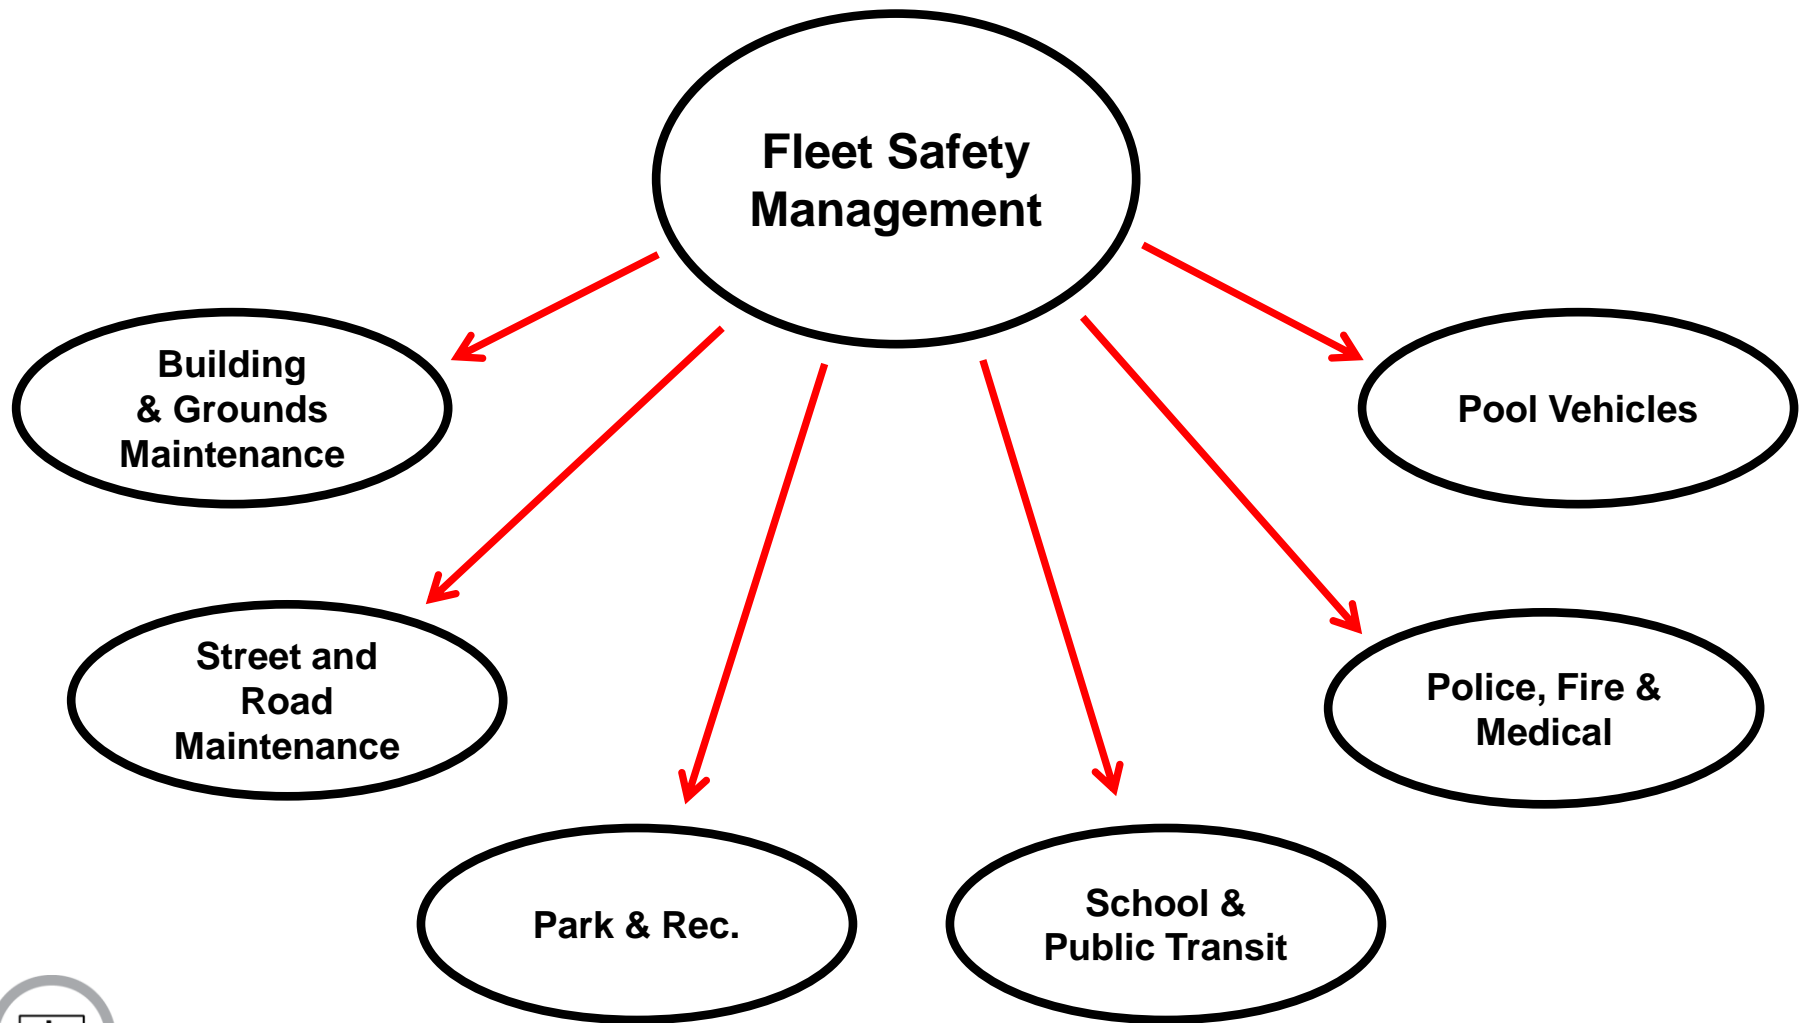 Fleet Safety
Management
Building
& Grounds
Maintenance
Pool Vehicles
Street and
Road
Maintenance
Police, Fire &
Medical
Park & Rec.
School &
Public Transit